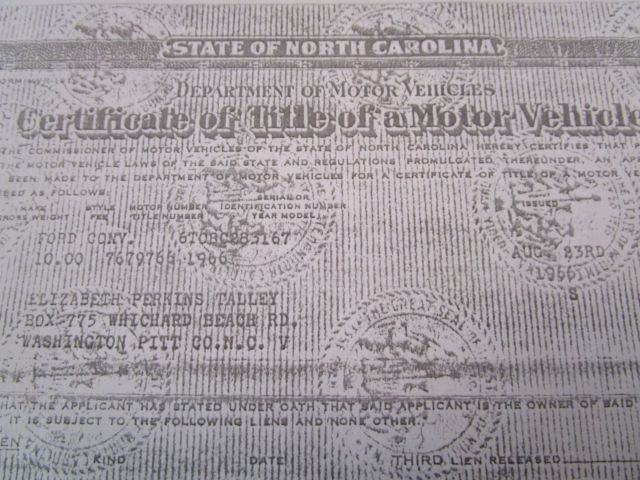 STATE OF NORTH CAROLINA
DEPARTMENT OF MOTOR VEHICLES
Certificate of Title of a Motor Vehicle
THE COMMISSIONER OF MOTOR VEHICLES OF THE STATE OF NORTH CAROLINA HEREBY CERTIFIES THAT
THE MOTOR VEHICLE LAWS OF THE SAID STATE AND REGULATIONS PROMULGATED THEREUNDER, AN
BEEN MADE TO THE DEPARTMENT OF MOTOR VEHICLES FOR A CERTIFICATE OF TITLE OF A MOTOR VE
AS FOLLOWS:
MAKE STYLE MOTOR NUMBER SERIAL OR IDENTIFICATION NUMBER ISSUED
GROSS WEIGHT FEE TITLE NUMBER YEAR MODEL
FORD CONV. AUG 23RD
10.00 7679766 1966 1966
S
ELIZABETH PERKINS TALLEY
BOX 775 WHICHARD BEACH RD.
WASHINGTON PITT CO.N.C. V
THE GREAT SEAL OF
THAT THE APPLICANT HAS STATED UNDER OATH THAT SAID APPLICANT IS THE OWNER OF SAID
IT IS SUBJECT TO THE FOLLOWING LIENS AND NONE OTHER.
KIND DATE THIRD LIEN RELEASED